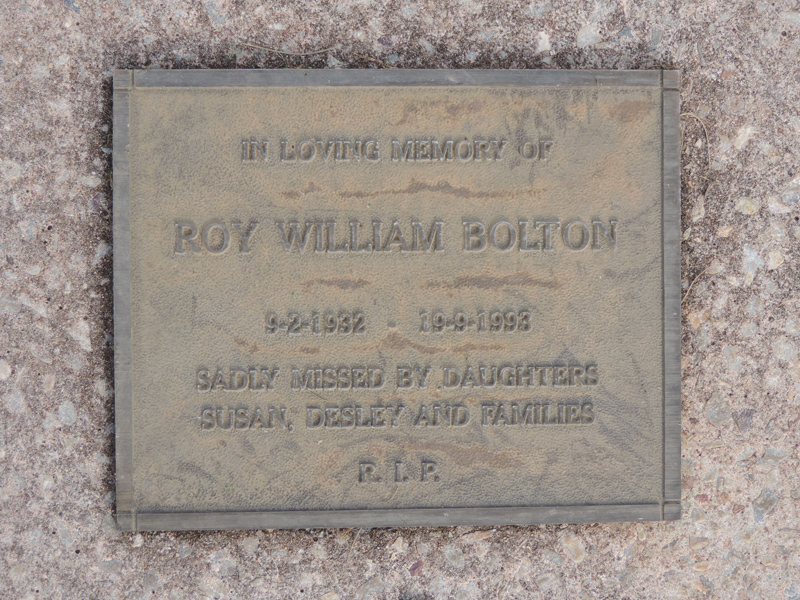 IN LOVING MEMORY OF
ROY WILLIAM BOLTON
9-2-1932 - 19-9-1993
SADLY MISSED BY DAUGHTERS
SUSAN, DESLEY AND FAMILIES
R. I. P.